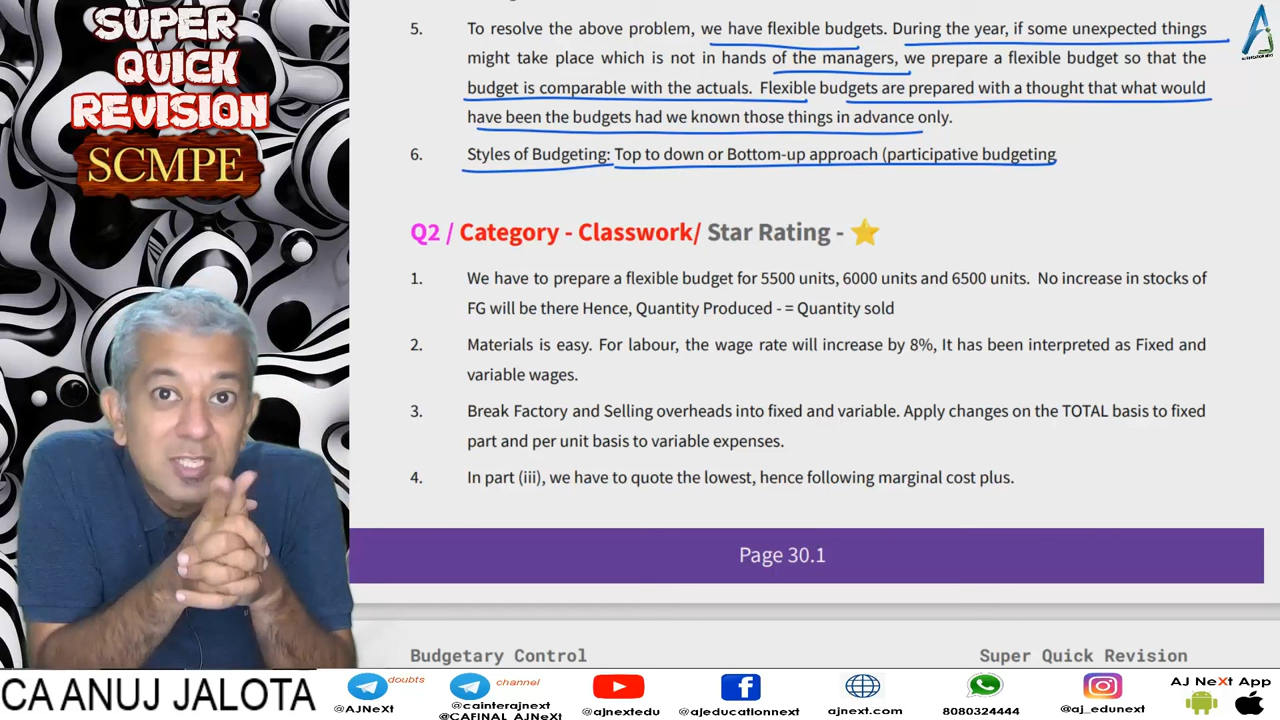 SUPER
QUICK
REVISION
SCMPE
5. To resolve the above problem, we have flexible budgets. During the year, if some unexpected things
might take place which is not in hands of the managers, we prepare a flexible budget so that the
budget is comparable with the actuals. Flexible budgets are prepared with a thought that what would
have been the budgets had we known those things in advance only.
6. Styles of Budgeting: Top to down or Bottom-up approach (participative budgeting
Q2 / Category - Classwork/ Star Rating - ⭐
1. We have to prepare a flexible budget for 5500 units, 6000 units and 6500 units. No increase in stocks of
FG will be there Hence, Quantity Produced - = Quantity sold
2. Materials is easy. For labour, the wage rate will increase by 8%, It has been interpreted as Fixed and
variable wages.
3. Break Factory and Selling overheads into fixed and variable. Apply changes on the TOTAL basis to fixed
part and per unit basis to variable expenses.
4. In part (iii), we have to quote the lowest, hence following marginal cost plus.
Page 30.1
Budgetary Control Super Quick Revision
CA ANUJ JALOTA
doubts
@AJNeXt
channel
@cainterajnext
@CAFINAL_AJNeXt
@ajnextedu
@ajeducationnext
ajnext.com
8080324444
@aj_edunext
AJ NeXt App